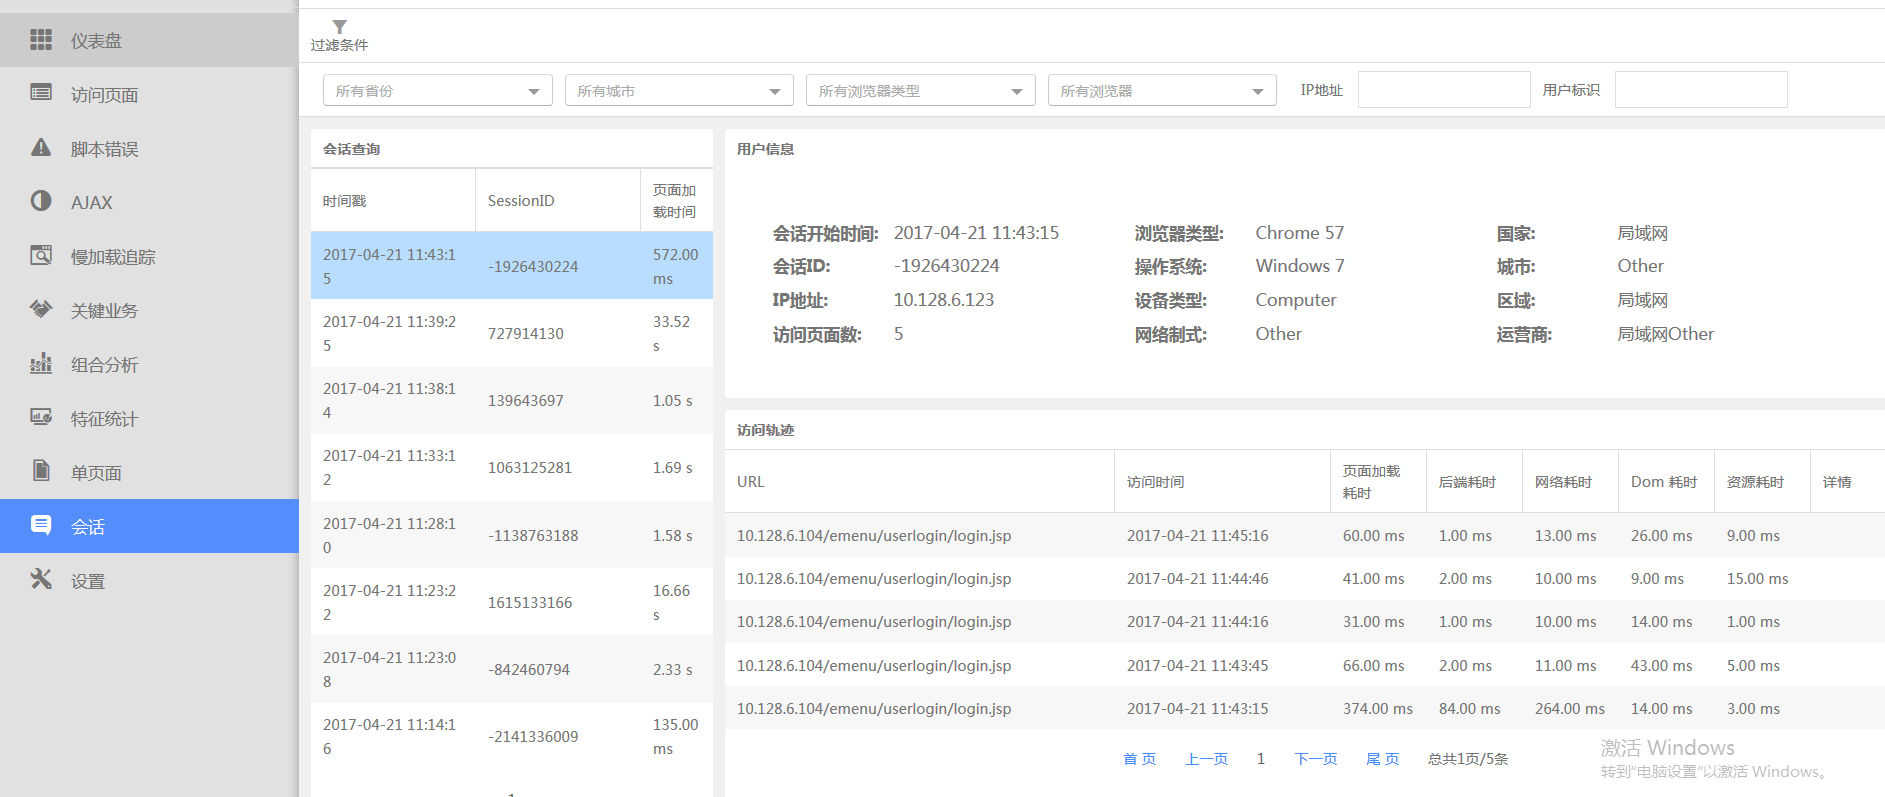 仪表盘
访问页面
脚本错误
AJAX
慢加载追踪
关键业务
组合分析
特征统计
单页面
会话
设置
过滤条件
所有省份 所有城市 所有浏览器类型 所有浏览器 IP地址 用户标识
会话查询
时间戳 SessionID 页面加
载时间
2017-04-21 11:43:1 -1926430224 572.00
5 ms
2017-04-21 11:39:2 727914130 33.52
5 s
2017-04-21 11:38:1 139643697 1.05 s
4
2017-04-21 11:33:1 1063125281 1.69 s
2
2017-04-21 11:28:1 -1138763188 1.58 s
0
2017-04-21 11:23:2 1615133166 16.66
2 s
2017-04-21 11:23:0 -842460794 2.33 s
8
2017-04-21 11:14:1 -2141336009 135.00
6 ms
用户信息
会话开始时间: 2017-04-21 11:43:15 浏览器类型: Chrome 57 国家: 局域网
会话ID: -1926430224 操作系统: Windows 7 城市: Other
IP地址: 10.128.6.123 设备类型: Computer 区域: 局域网
访问页面数: 5 网络制式: Other 运营商: 局域网Other
访问轨迹
URL 访问时间 页面加载
耗时 后端耗时 网络耗时 Dom 耗时 资源耗时 详情
10.128.6.104/emenu/userlogin/login.jsp 2017-04-21 11:45:16 60.00 ms 1.00 ms 13.00 ms 26.00 ms 9.00 ms
10.128.6.104/emenu/userlogin/login.jsp 2017-04-21 11:44:46 41.00 ms 2.00 ms 10.00 ms 9.00 ms 15.00 ms
10.128.6.104/emenu/userlogin/login.jsp 2017-04-21 11:44:16 31.00 ms 1.00 ms 10.00 ms 14.00 ms 1.00 ms
10.128.6.104/emenu/userlogin/login.jsp 2017-04-21 11:43:45 66.00 ms 2.00 ms 11.00 ms 43.00 ms 5.00 ms
10.128.6.104/emenu/userlogin/login.jsp 2017-04-21 11:43:15 374.00 ms 84.00 ms 264.00 ms 14.00 ms 3.00 ms
首 页 上一页 1 下一页 尾 页 总共1页/5条
激活 Windows
转到“电脑设置”以激活 Windows。